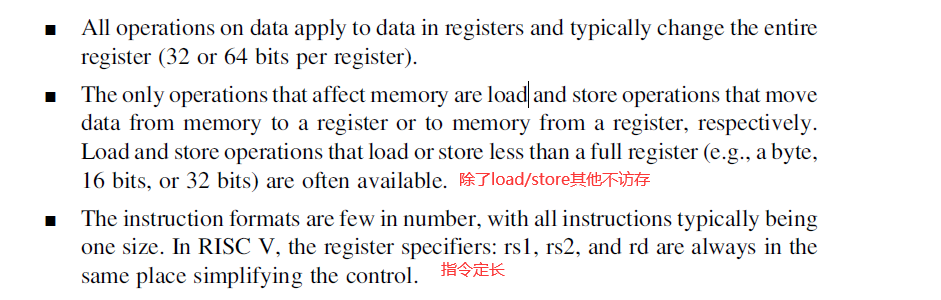 ■ All operations on data apply to data in registers and typically change the entire
register (32 or 64 bits per register).
■ The only operations that affect memory are load and store operations that move
data from memory to a register or to memory from a register, respectively.
Load and store operations that load or store less than a full register (e.g., a byte,
16 bits, or 32 bits) are often available. 除了load/store其他不访存
■ The instruction formats are few in number, with all instructions typically being
one size. In RISC V, the register specifiers: rs1, rs2, and rd are always in the
same place simplifying the control. 指令定长